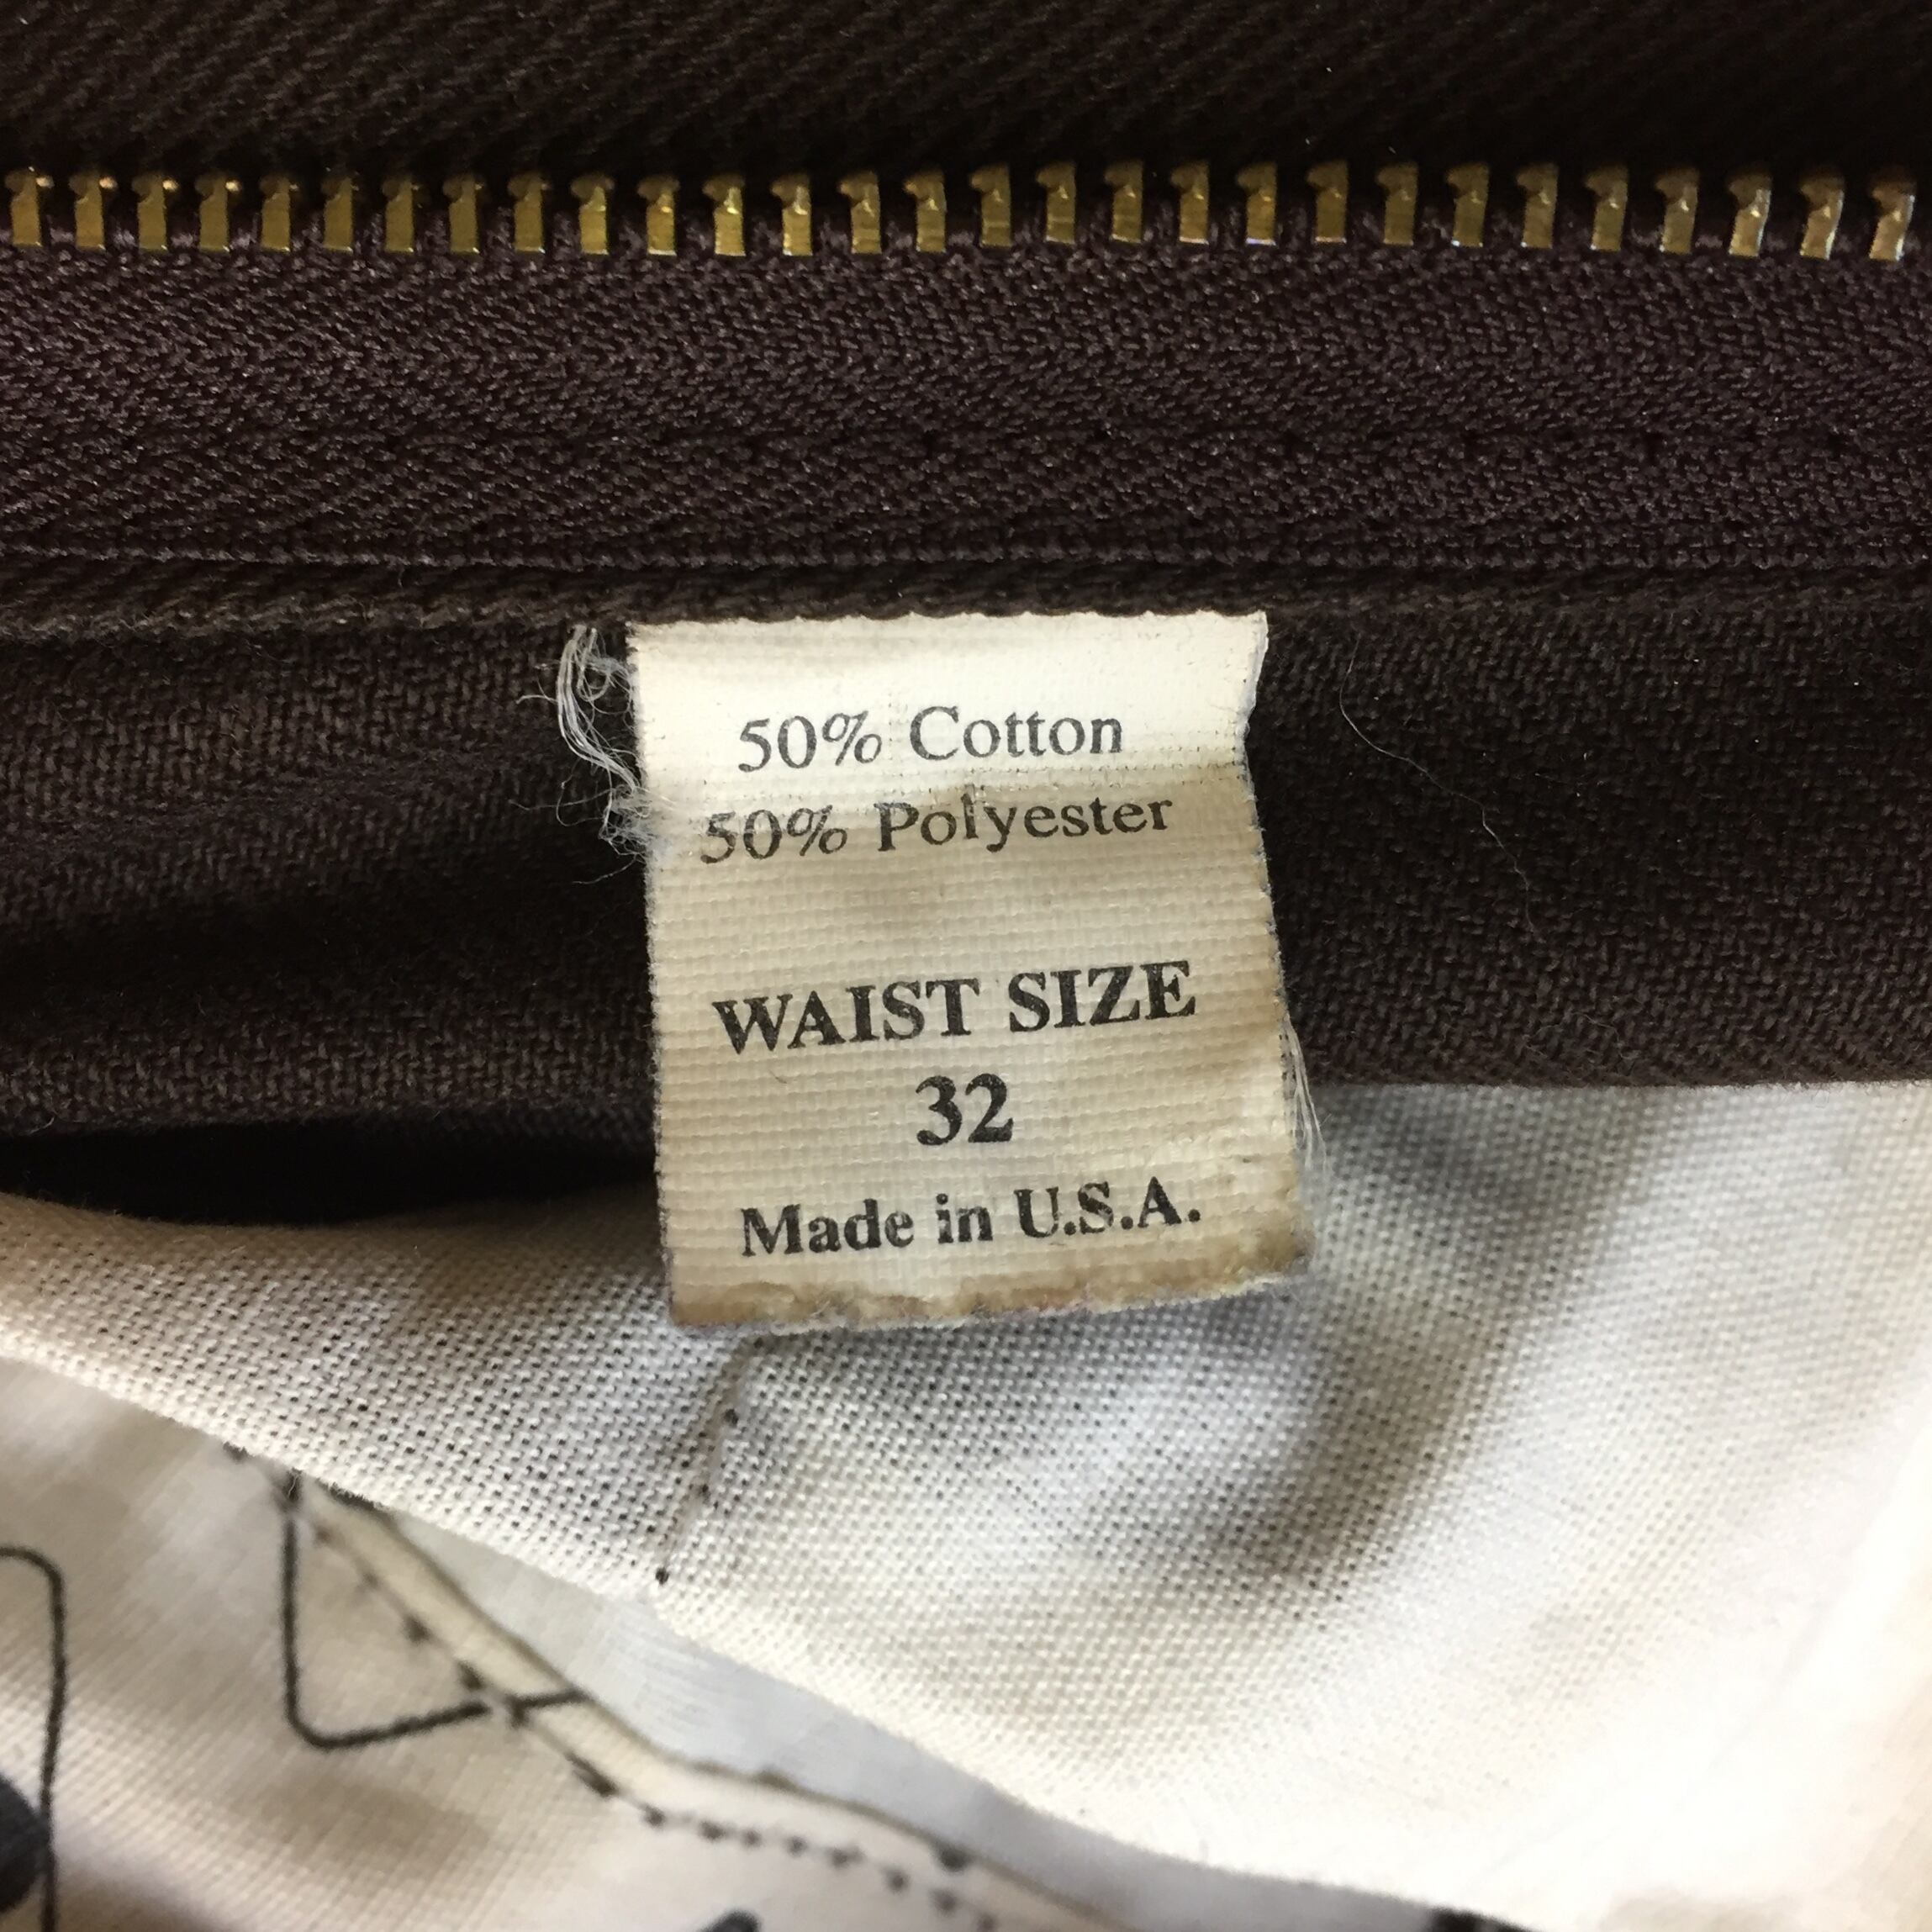 50% Cotton
50% Polyester
WAIST SIZE
32
Made in U.S.A.